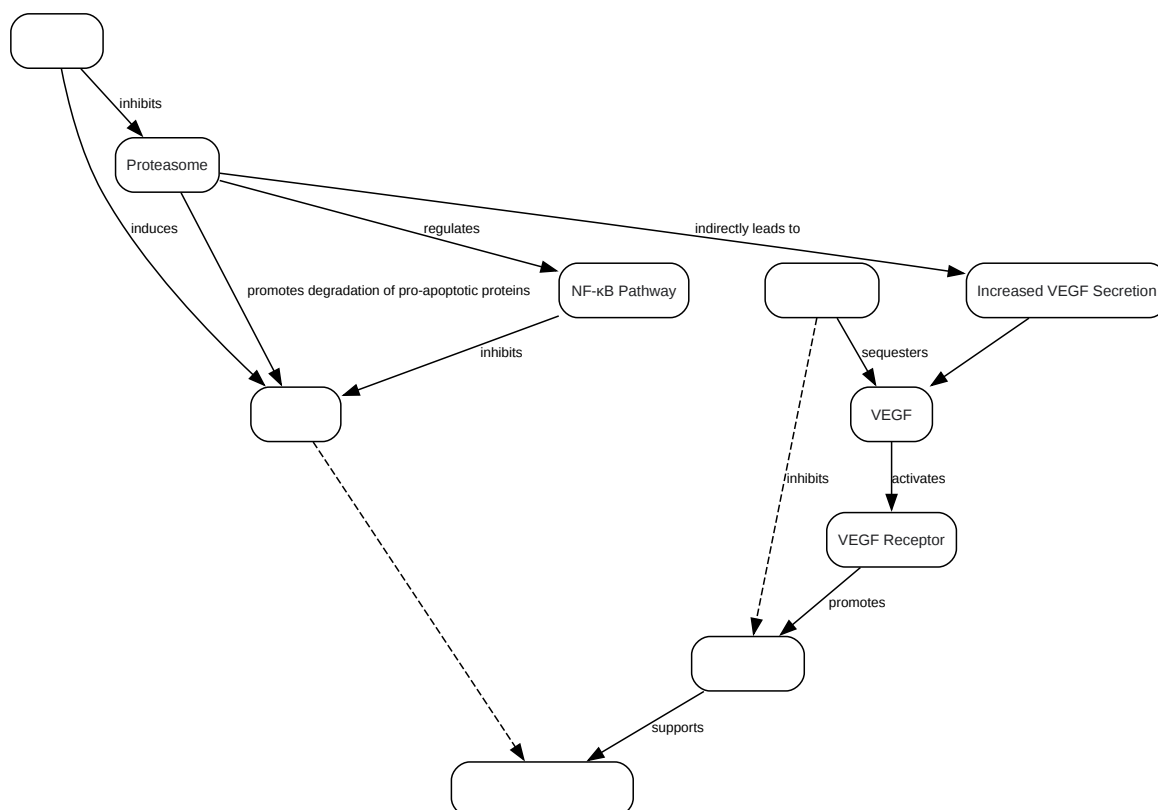 inhibits
Proteasome
induces
regulates
indirectly leads to
promotes degradation of pro-apoptotic proteins
NF-κB Pathway
Increased VEGF Secretion
inhibits
sequesters
VEGF
inhibits
activates
VEGF Receptor
promotes
supports